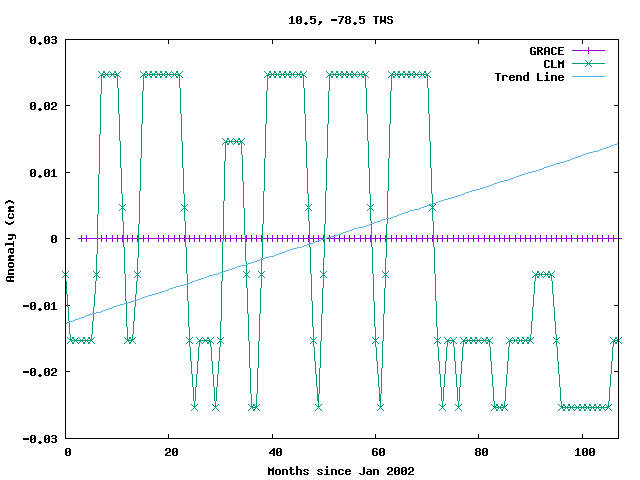 10.5, -78.5 TWS
GRACE
CLM
Trend Line
0.03
0.02
0.01
0
-0.01
-0.02
-0.03
Anomaly (cm)
0 20 40 60 80 100
Months since Jan 2002